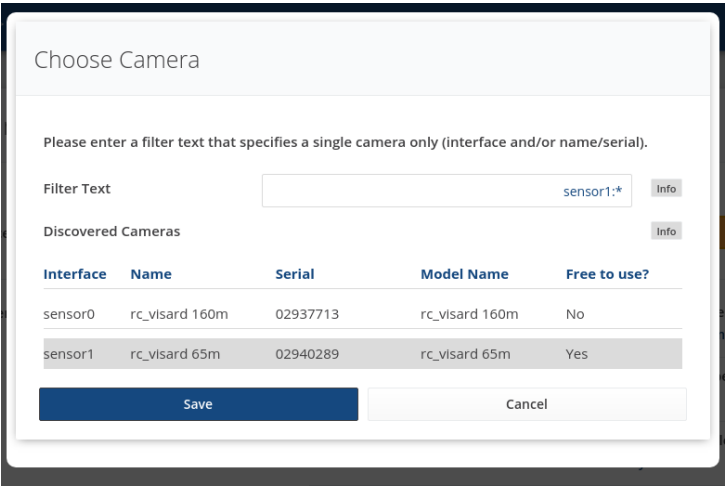 Choose Camera
Please enter a filter text that specifies a single camera only (interface and/or name/serial).
Filter Text sensor1:* Info
Discovered Cameras Info
Interface Name Serial Model Name Free to use?
sensor0 rc_visard 160m 02937713 rc_visard 160m No
sensor1 rc_visard 65m 02940289 rc_visard 65m Yes
Save Cancel